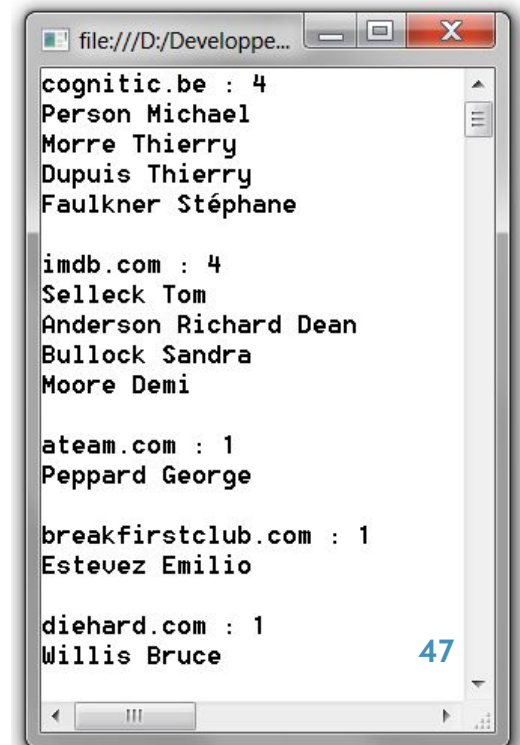 file:///D:/Developpe...
cognitic.be : 4
Person Michael
Morre Thierry
Dupuis Thierry
Faulkner Stéphane

imdb.com : 4
Selleck Tom
Anderson Richard Dean
Bullock Sandra
Moore Demi

ateam.com : 1
Peppard George

breakfirstclub.com : 1
Estevez Emilio

diehard.com : 1
Willis Bruce
47